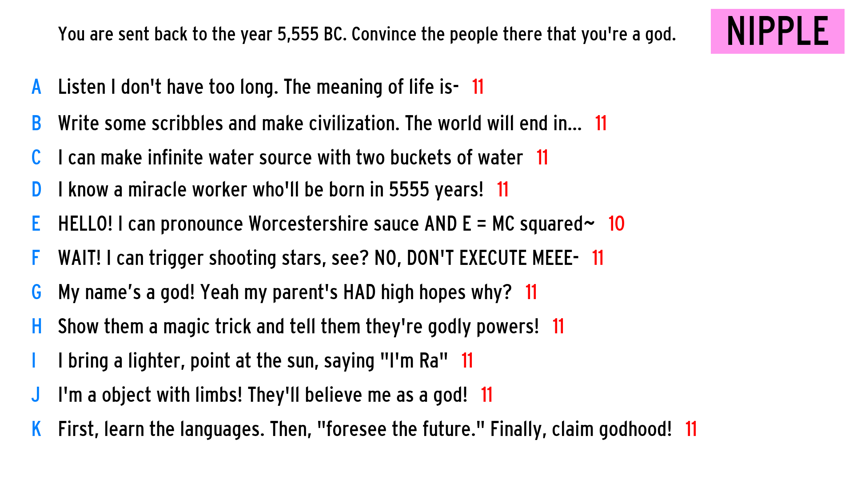 You are sent back to the year 5,555 BC. Convince the people there that you're a god.
NIPPLE
A Listen I don't have too long. The meaning of life is- 11
B Write some scribbles and make civilization. The world will end in... 11
C I can make infinite water source with two buckets of water 11
D I know a miracle worker who'll be born in 5555 years! 11
E HELLO! I can pronounce Worcestershire sauce AND E = MC squared~ 10
F WAIT! I can trigger shooting stars, see? NO, DON'T EXECUTE MEEE- 11
G My name's a god! Yeah my parent's HAD high hopes why? 11
H Show them a magic trick and tell them they're godly powers! 11
I I bring a lighter, point at the sun, saying "I'm Ra" 11
J I'm a object with limbs! They'll believe me as a god! 11
K First, learn the languages. Then, "foresee the future." Finally, claim godhood! 11